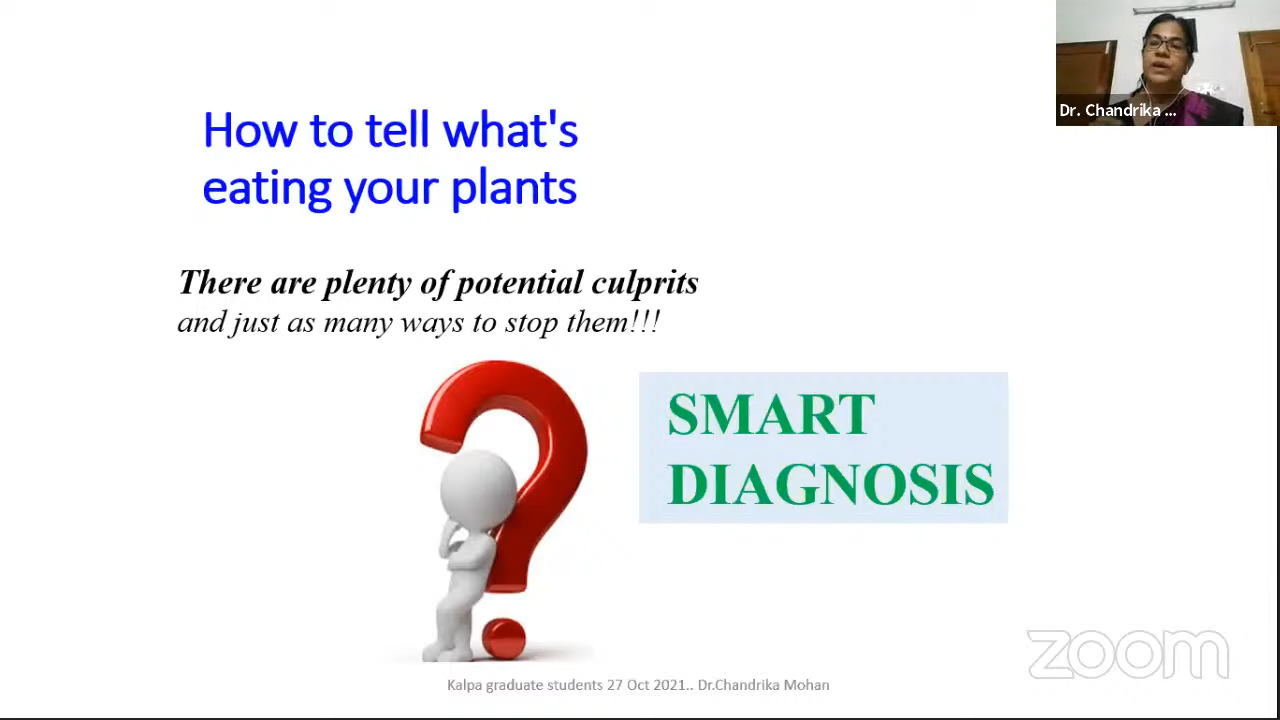 How to tell what's
eating your plants
There are plenty of potential culprits
and just as many ways to stop them!!!
SMART
DIAGNOSIS
Dr. Chandrika ...
zoom
Kalpa graduate students 27 Oct 2021.. Dr.Chandrika Mohan